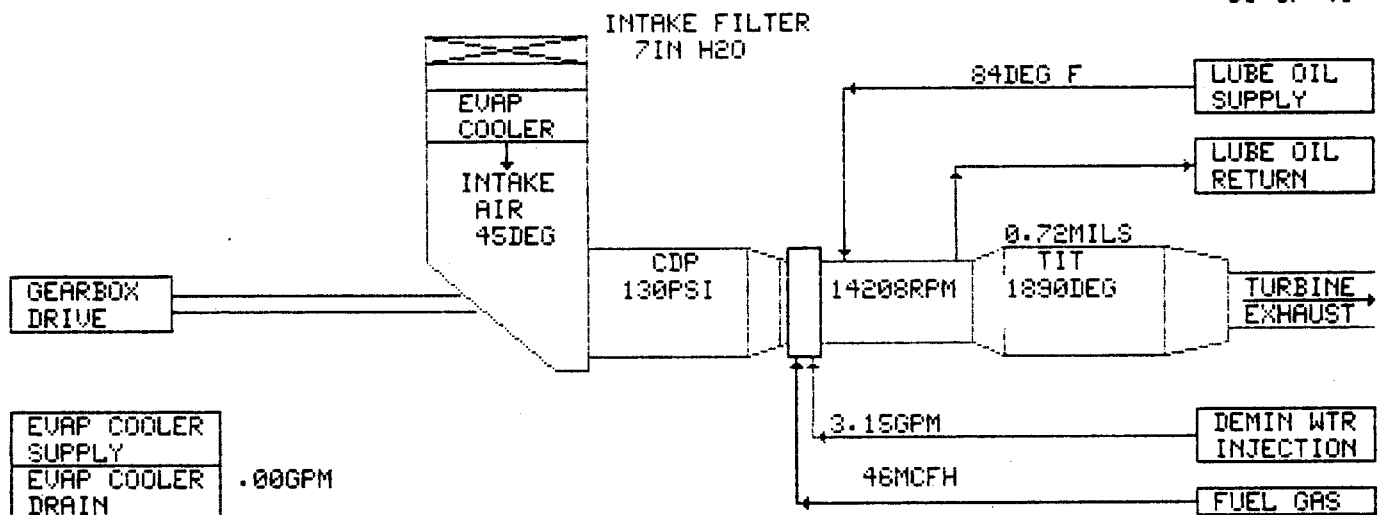 INTAKE FILTER
7IN H2O
84DEG F
LUBE OIL
SUPPLY
EVAP
COOLER
LUBE OIL
RETURN
INTAKE
AIR
45DEG
0.72MILS
CDP
130PSI
14208RPM
TIT
1890DEG
GEARBOX
DRIVE
TURBINE
EXHAUST
EVAP COOLER
SUPPLY
EVAP COOLER
DRAIN
.00GPM
3.15GPM
DEMIN WTR
INJECTION
46MCFH
FUEL GAS